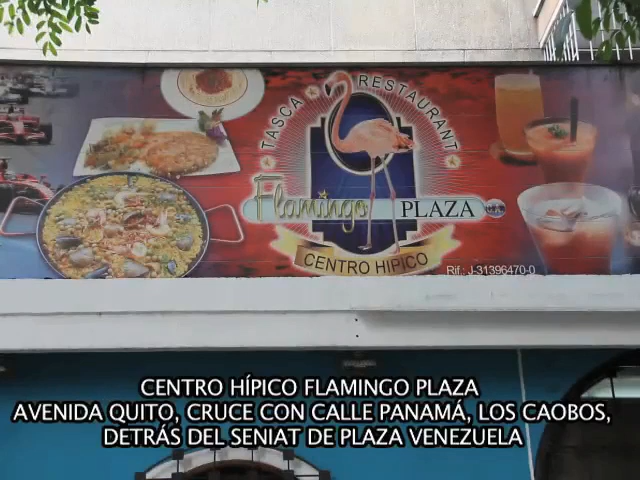 TASCA ★ RESTAURANT
Flamingo PLAZA
CENTRO HIPICO
Rif.: J-31396470-0
CENTRO HÍPICO FLAMINGO PLAZA
AVENIDA QUITO, CRUCE CON CALLE PANAMÁ, LOS CAOBOS,
DETRÁS DEL SENIAT DE PLAZA VENEZUELA